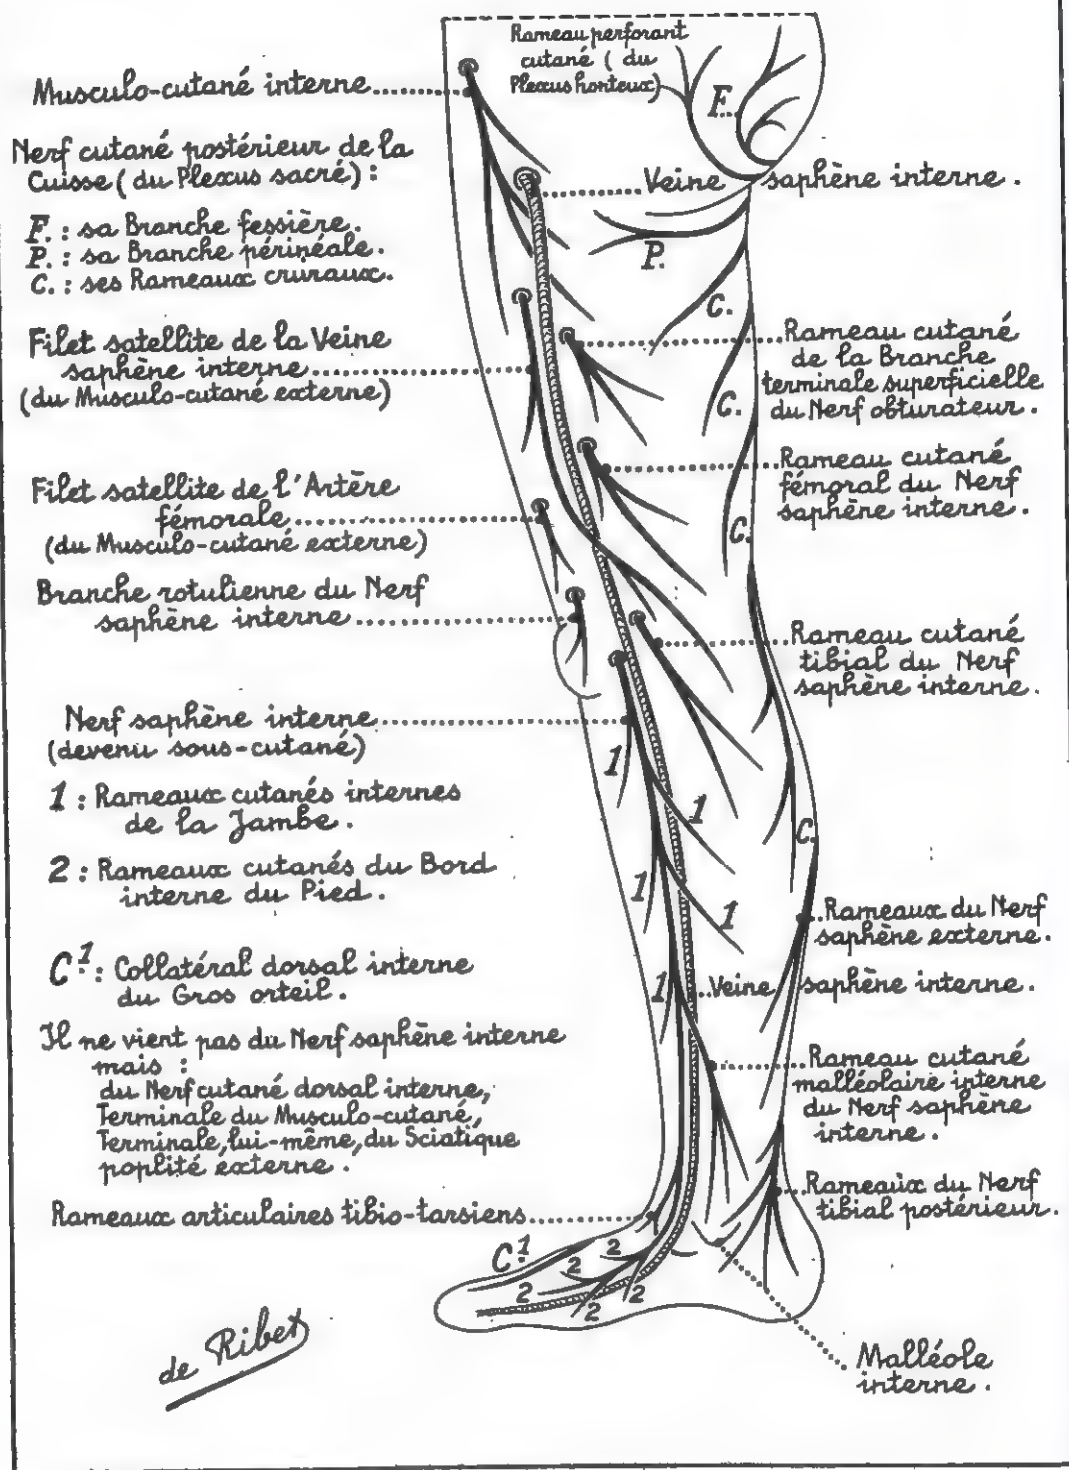 Rameau perforant
cutané ( du
Plexus honteux)
F.
Musculo-cutané interne
Nerf cutané postérieur de la
Cuisse ( du Plexus sacré) :
F. : sa Branche fessière.
P. : sa Branche périnéale.
C. : ses Rameaux cruraux.
Filet satellite de la Veine
saphène interne
(du Musculo-cutané externe)
Filet satellite de l'Artère
fémorale
(du Musculo-cutané externe)
Branche rotulienne du Nerf
saphène interne
Nerf saphène interne
(devenu sous-cutané)
1 : Rameaux cutanés internes
de la Jambe.
2 : Rameaux cutanés du Bord
interne du Pied.
C.1 : Collatéral dorsal interne
du Gros orteil.
Il ne vient pas du Nerf saphène interne
mais :
du Nerf cutané dorsal interne,
Terminale du Musculo-cutané,
Terminale, lui-même, du Sciatique
poplité externe.
Rameaux articulaires tibio-tarsiens
Veine saphène interne.
P.
C.
Rameau cutané
de la Branche
terminale superficielle
du Nerf obturateur.
C.
Rameau cutané
fémoral du Nerf
saphène interne.
C.
Rameau cutané
tibial du Nerf
saphène interne.
1
1
C.
1
1
Rameaux du Nerf
saphène externe.
1
Veine saphène interne.
Rameau cutané
malléolaire interne
du Nerf saphène
interne.
Rameaux du Nerf
tibial postérieur.
C.1
2
2
2
2
2
Malléole
interne.
de Ribet